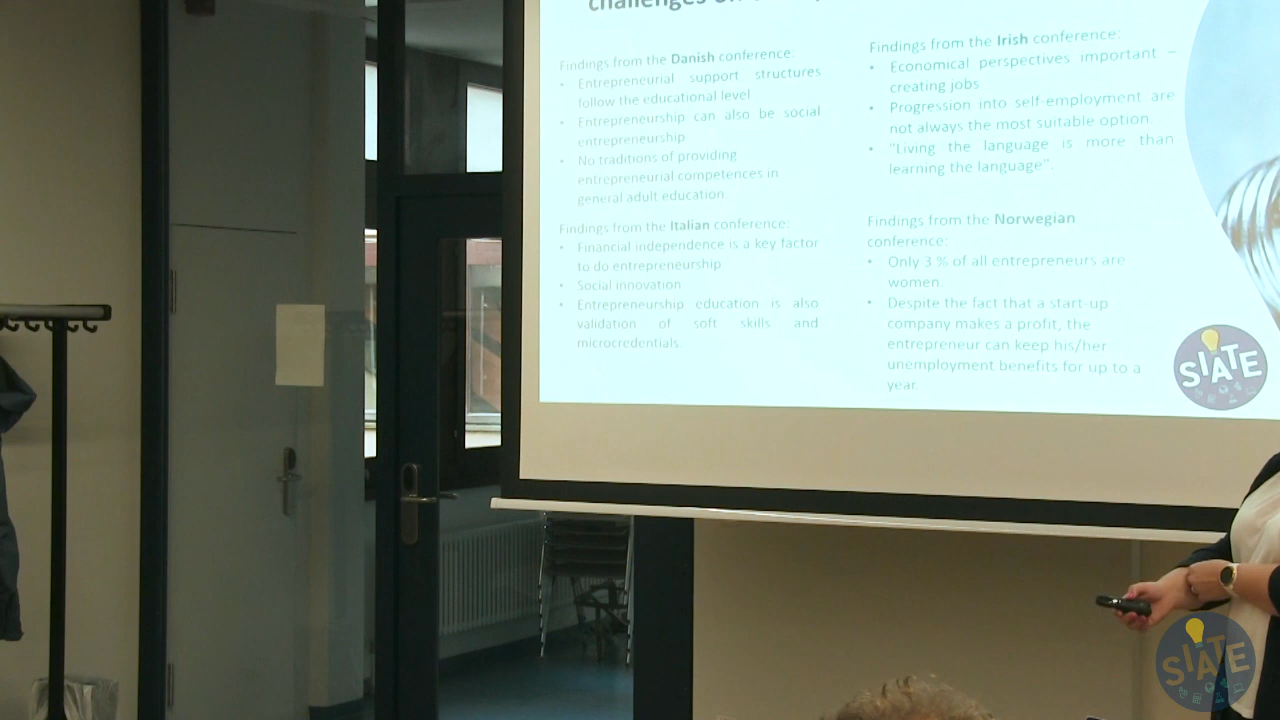 challenges on
Findings from the Danish conference:
• Entrepreneurial support structures
follow the educational level
• Entrepreneurship can also be social
entrepreneurship
• No traditions of providing
entrepreneurial competences in
general adult education.
Findings from the Italian conference:
• Financial independence is a key factor
to do entrepreneurship
• Social innovation
• Entrepreneurship education is also
validation of soft skills and
microcredentials.
Findings from the Irish conference:
• Economical perspectives important –
creating jobs
• Progression into self-employment are
not always the most suitable option.
• "Living the language is more than
learning the language".
Findings from the Norwegian
conference:
• Only 3 % of all entrepreneurs are
women.
• Despite the fact that a start-up
company makes a profit, the
entrepreneur can keep his/her
unemployment benefits for up to a
year.
SIATE
SIATE